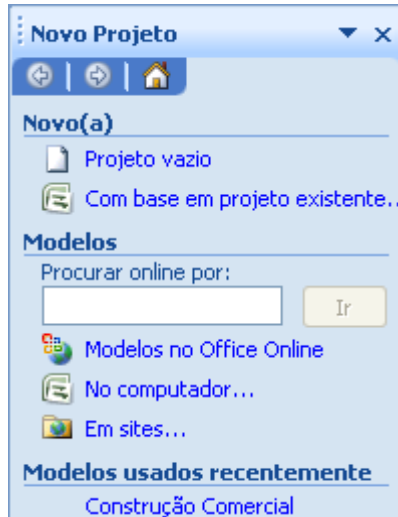 Novo Projeto
Novo(a)
Projeto vazio
Com base em projeto existente..
Modelos
Procurar online por:
Ir
Modelos no Office Online
No computador...
Em sites...
Modelos usados recentemente
Construção Comercial